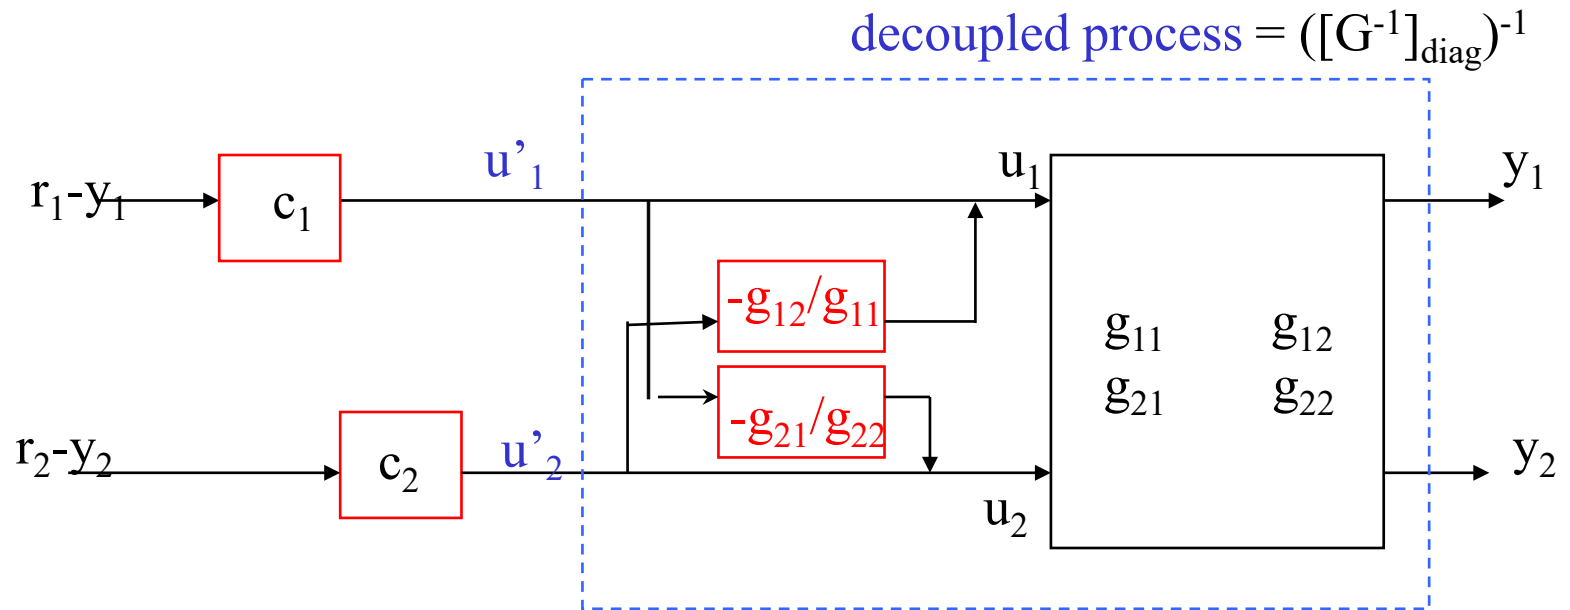 decoupled process = ([G⁻¹]diag)⁻¹
u’₁
u₁
y₁
r₁-y₁
c₁
-g₁₂/g₁₁
g₁₁ g₁₂
-g₂₁/g₂₂
g₂₁ g₂₂
r₂-y₂
c₂
u’₂
u₂
y₂